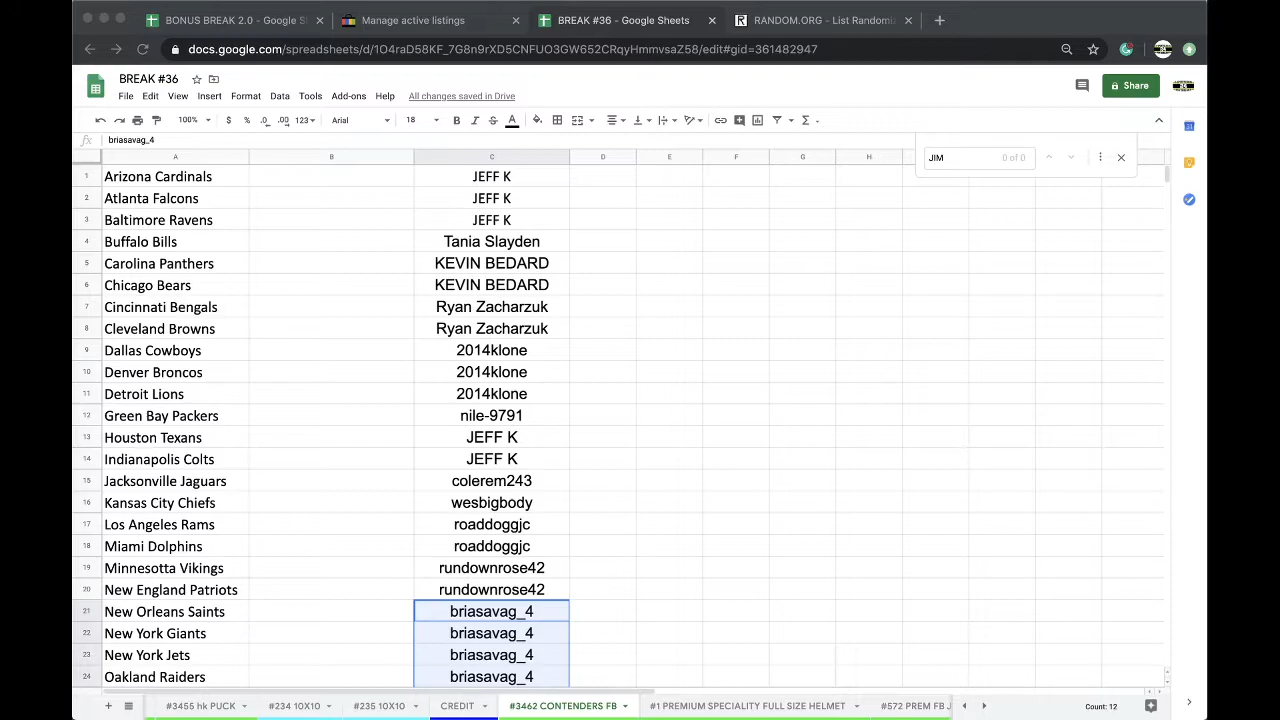 BONUS BREAK 2.0 - Google Sl
Manage active listings
BREAK #36 - Google Sheets
RANDOM.ORG - List Randomi
docs.google.com/spreadsheets/d/1O4raD58KF_7G8n9rXD5CNFUO3GW652CRqyHmmvsaZ58/edit#gid=361482947
BREAK #36
File Edit View Insert Format Data Tools Add-ons Help All changes saved in Drive
Share
100% $ % .0 .00 123 Arial 18 B I S A
fx briasavag_4
JIM 0 of 0
A B C D E F G H
1 Arizona Cardinals JEFF K
2 Atlanta Falcons JEFF K
3 Baltimore Ravens JEFF K
4 Buffalo Bills Tania Slayden
5 Carolina Panthers KEVIN BEDARD
6 Chicago Bears KEVIN BEDARD
7 Cincinnati Bengals Ryan Zacharzuk
8 Cleveland Browns Ryan Zacharzuk
9 Dallas Cowboys 2014klone
10 Denver Broncos 2014klone
11 Detroit Lions 2014klone
12 Green Bay Packers nile-9791
13 Houston Texans JEFF K
14 Indianapolis Colts JEFF K
15 Jacksonville Jaguars colerem243
16 Kansas City Chiefs wesbigbody
17 Los Angeles Rams roaddoggjc
18 Miami Dolphins roaddoggjc
19 Minnesotta Vikings rundownrose42
20 New England Patriots rundownrose42
21 New Orleans Saints briasavag_4
22 New York Giants briasavag_4
23 New York Jets briasavag_4
24 Oakland Raiders briasavag_4
#3455 hk PUCK #234 10X10 #235 10X10 CREDIT #3462 CONTENDERS FB #1 PREMIUM SPECIALITY FULL SIZE HELMET #572 PREM FB J Count: 12